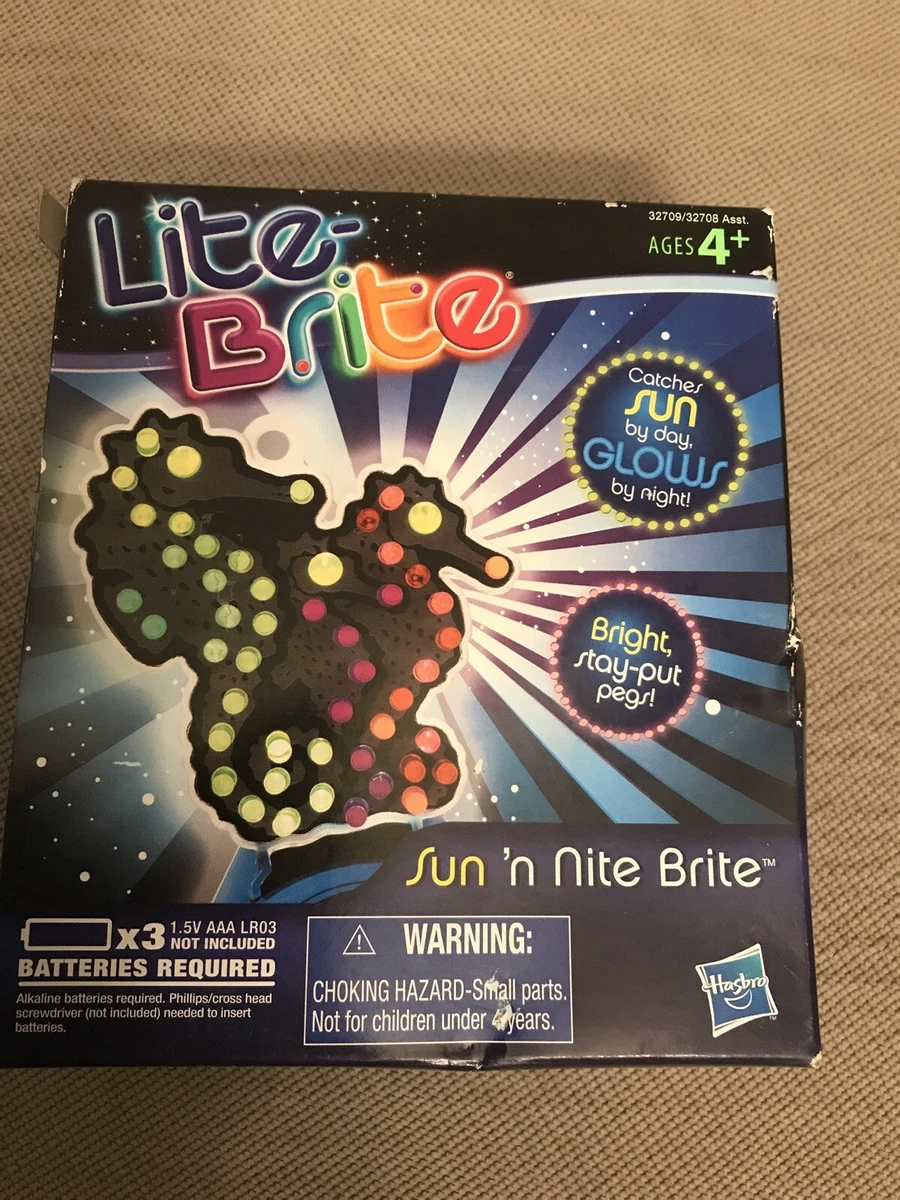 Lite-
Brite®
32709/32708 Asst.
AGES 4+
Catches
SUN
by day,
GLOWS
by night!
Bright,
stay-put
pegs!
Sun 'n Nite Brite™
x3 1.5V AAA LR03
NOT INCLUDED
BATTERIES REQUIRED
Alkaline batteries required. Phillips/cross head
screwdriver (not included) needed to insert
batteries.
WARNING:
CHOKING HAZARD-Small parts.
Not for children under years.
Hasbro™